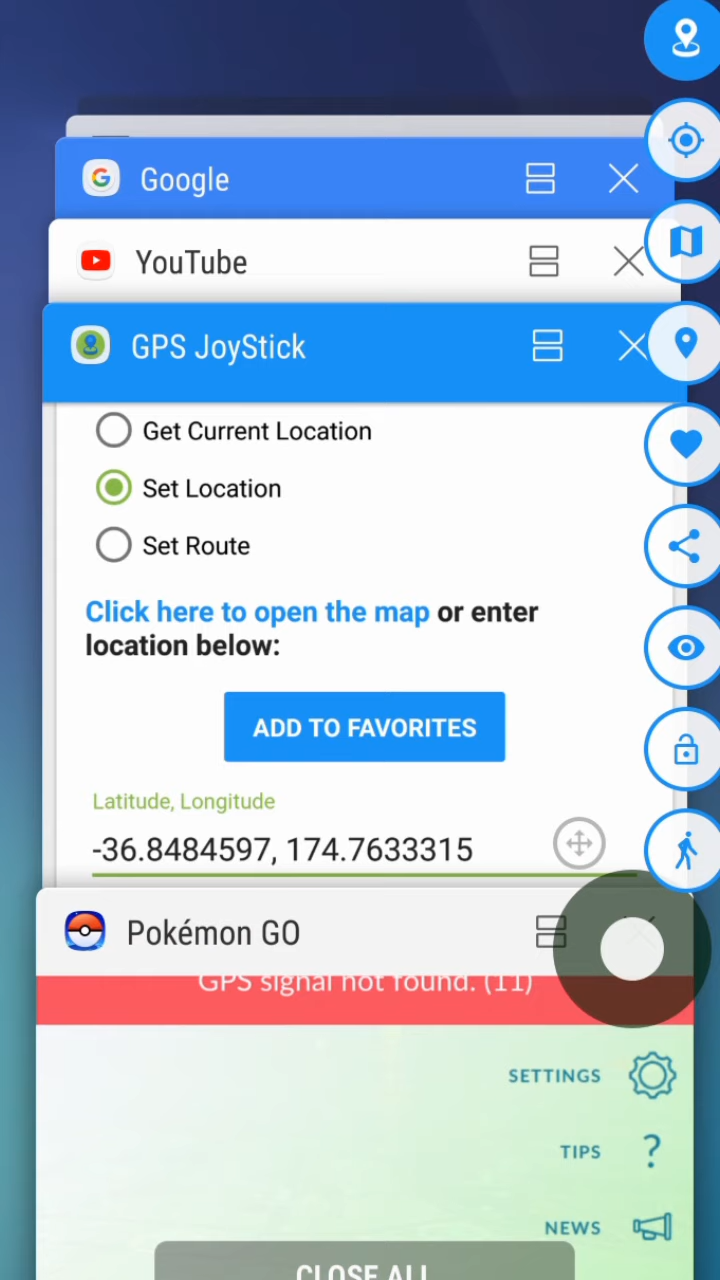 Google
YouTube
GPS JoyStick
Get Current Location
Set Location
Set Route
Click here to open the map or enter
location below:
ADD TO FAVORITES
Latitude, Longitude
-36.8484597, 174.7633315
Pokémon GO
GPS signal not found. (11)
SETTINGS
TIPS
?
NEWS
CLOSE ALL